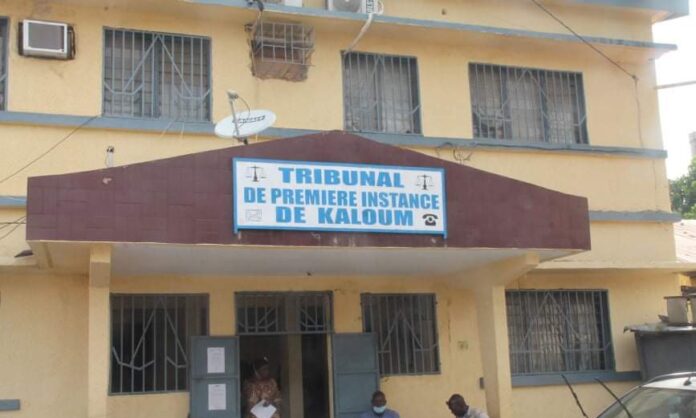 TRIBUNAL
DE PREMIERE INSTANCE
DE KALOUM